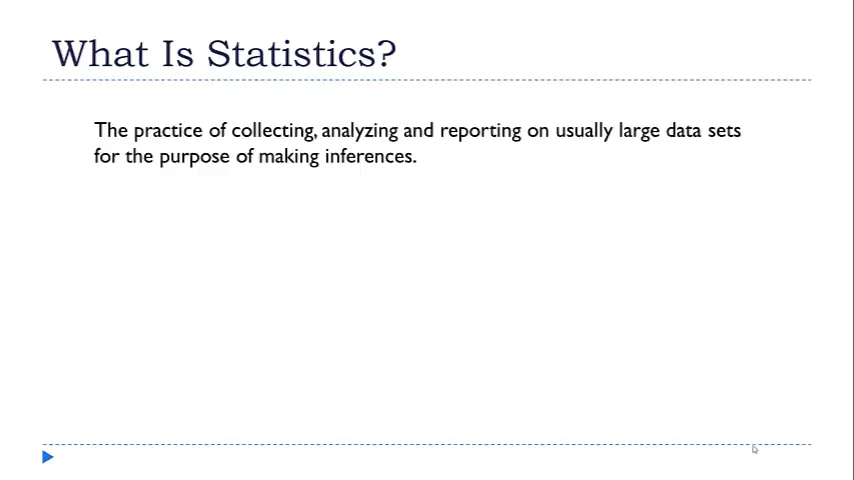 What Is Statistics?
The practice of collecting, analyzing and reporting on usually large data sets
for the purpose of making inferences.